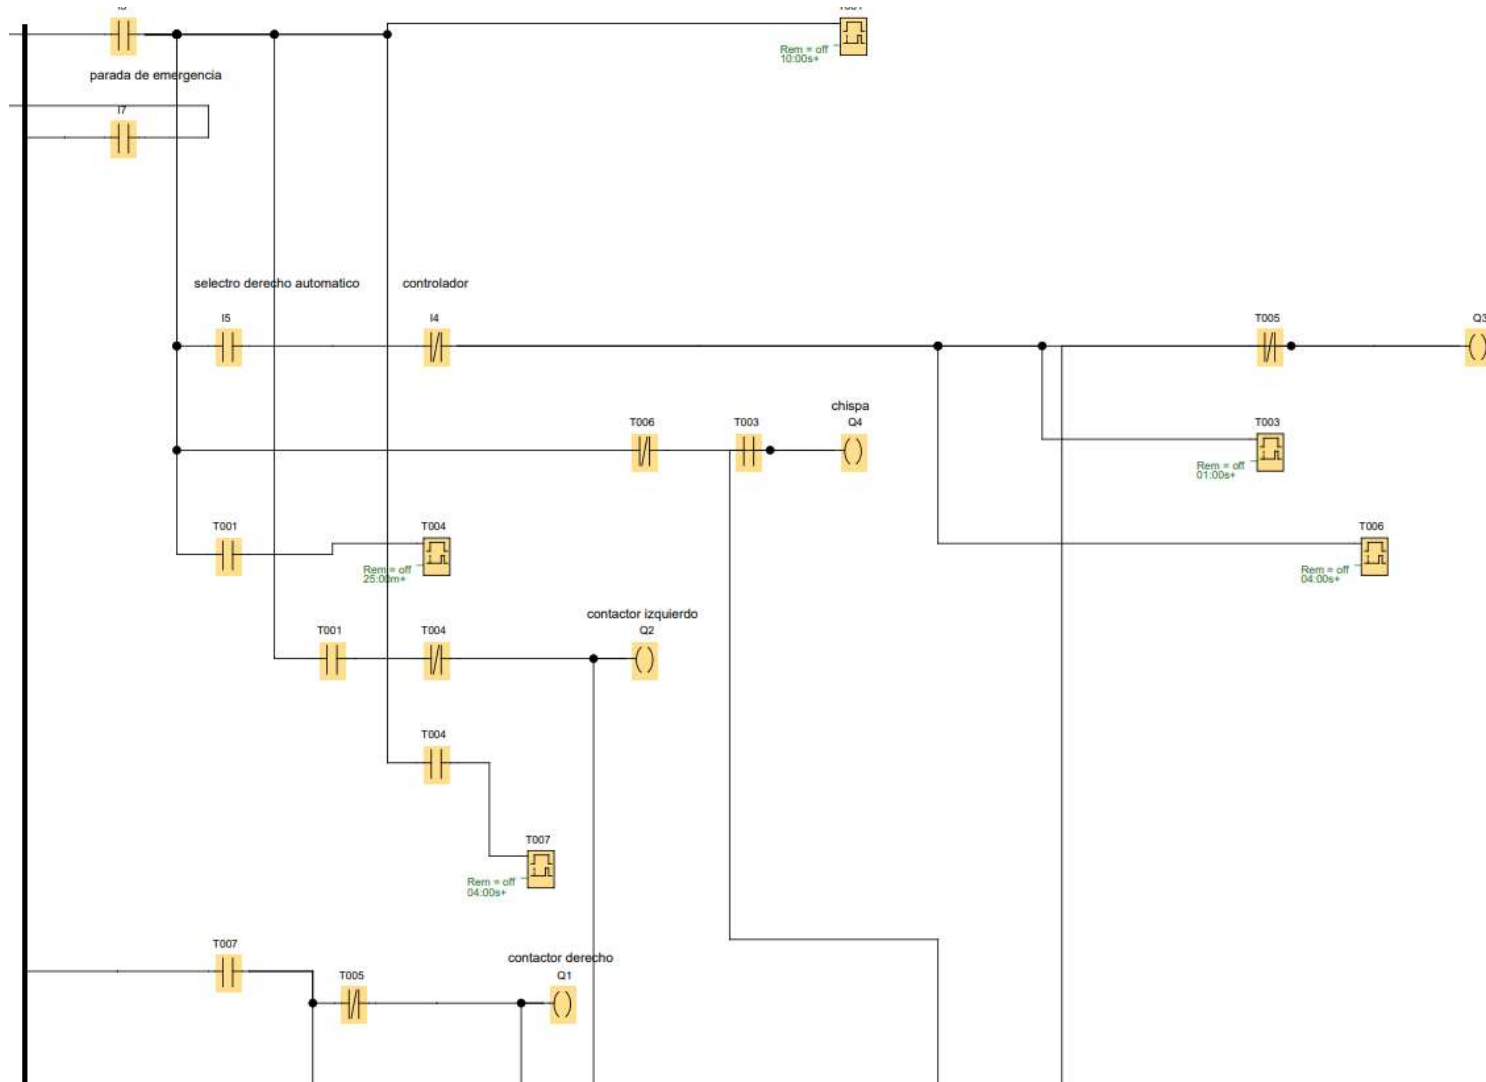 Rem = off
10:00s+
parada de emergencia
I7
selectro derecho automatico
controlador
I5
I4
T005
Q3
chispa
T006
T003
Q4
T003
Rem = off
01:00s+
T001
T004
T006
Rem = off
25:00m+
Rem = off
04:00s+
contactor izquierdo
T001
T004
Q2
T004
T007
Rem = off
04:00s+
T007
contactor derecho
T005
Q1